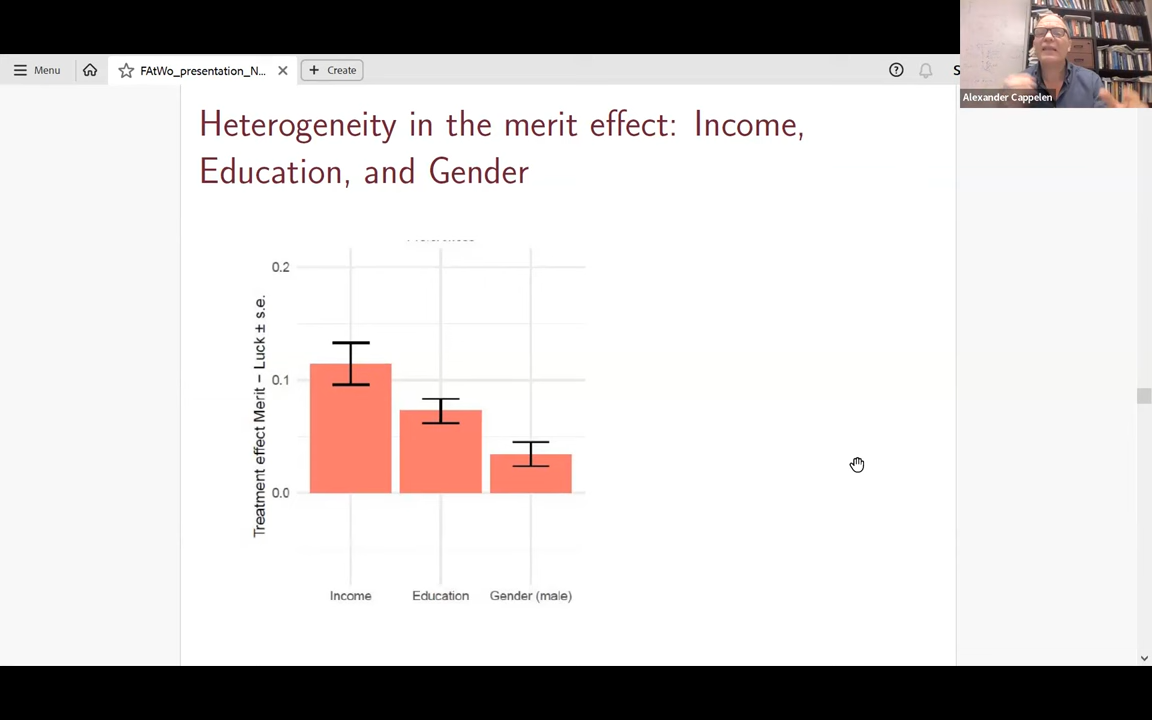 Menu
FAtWo_presentation_N...
Create
Alexander Cappelen
Heterogeneity in the merit effect: Income,
Education, and Gender
Treatment effect Merit − Luck ± s.e.
0.2
0.1
0.0
Income
Education
Gender (male)